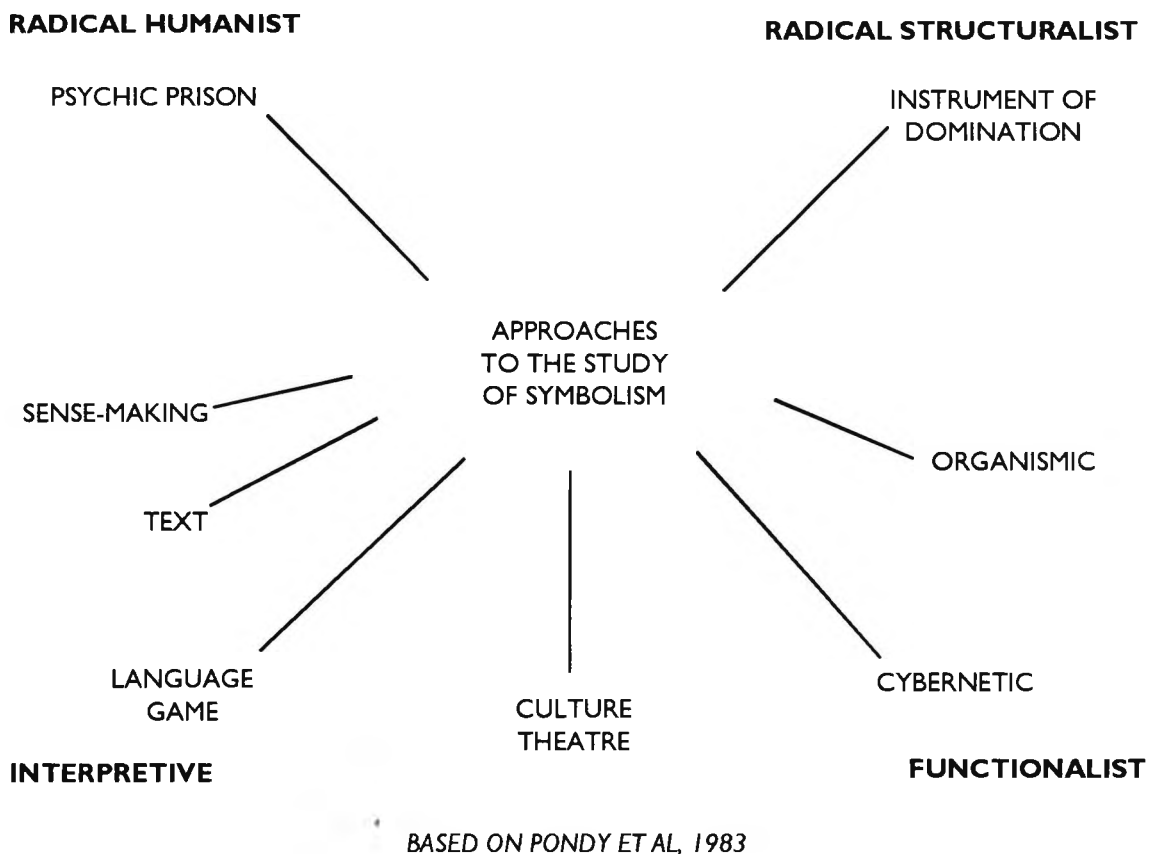 RADICAL HUMANIST
RADICAL STRUCTURALIST
PSYCHIC PRISON
INSTRUMENT OF
DOMINATION
APPROACHES
TO THE STUDY
OF SYMBOLISM
SENSE-MAKING
ORGANISMIC
TEXT
LANGUAGE
GAME
CULTURE
THEATRE
CYBERNETIC
INTERPRETIVE
FUNCTIONALIST
BASED ON PONDY ET AL, 1983